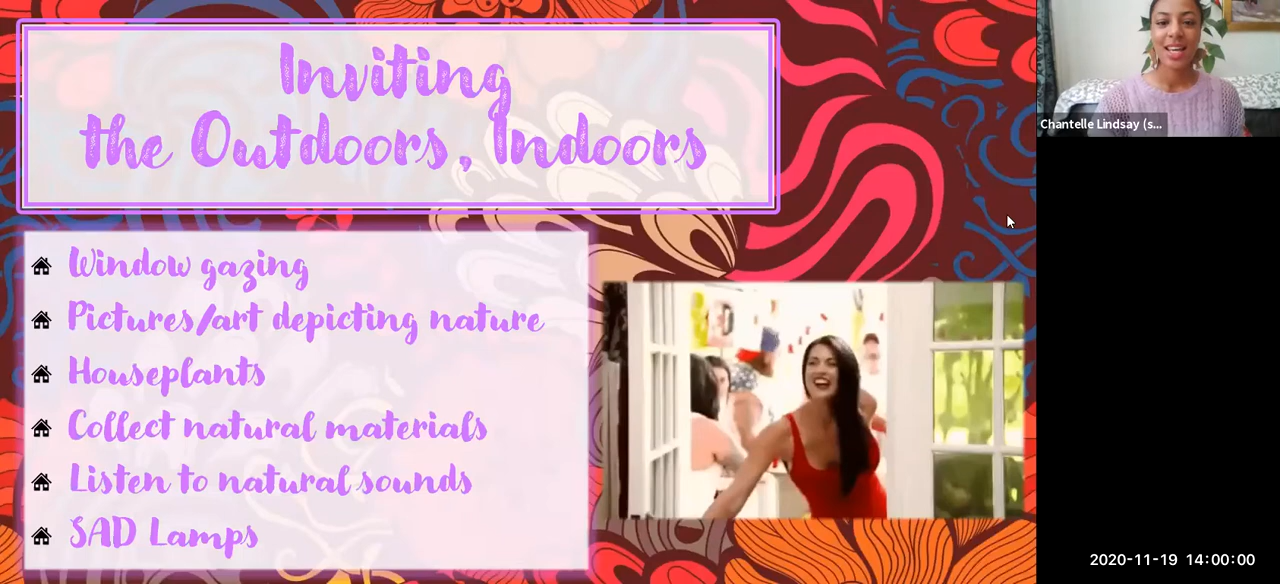 Inviting
the Outdoors, Indoors
Window gazing
Pictures/art depicting nature
Houseplants
Collect natural materials
Listen to natural sounds
SAD Lamps
Chantelle Lindsay (s...
2020-11-19 14:00:00